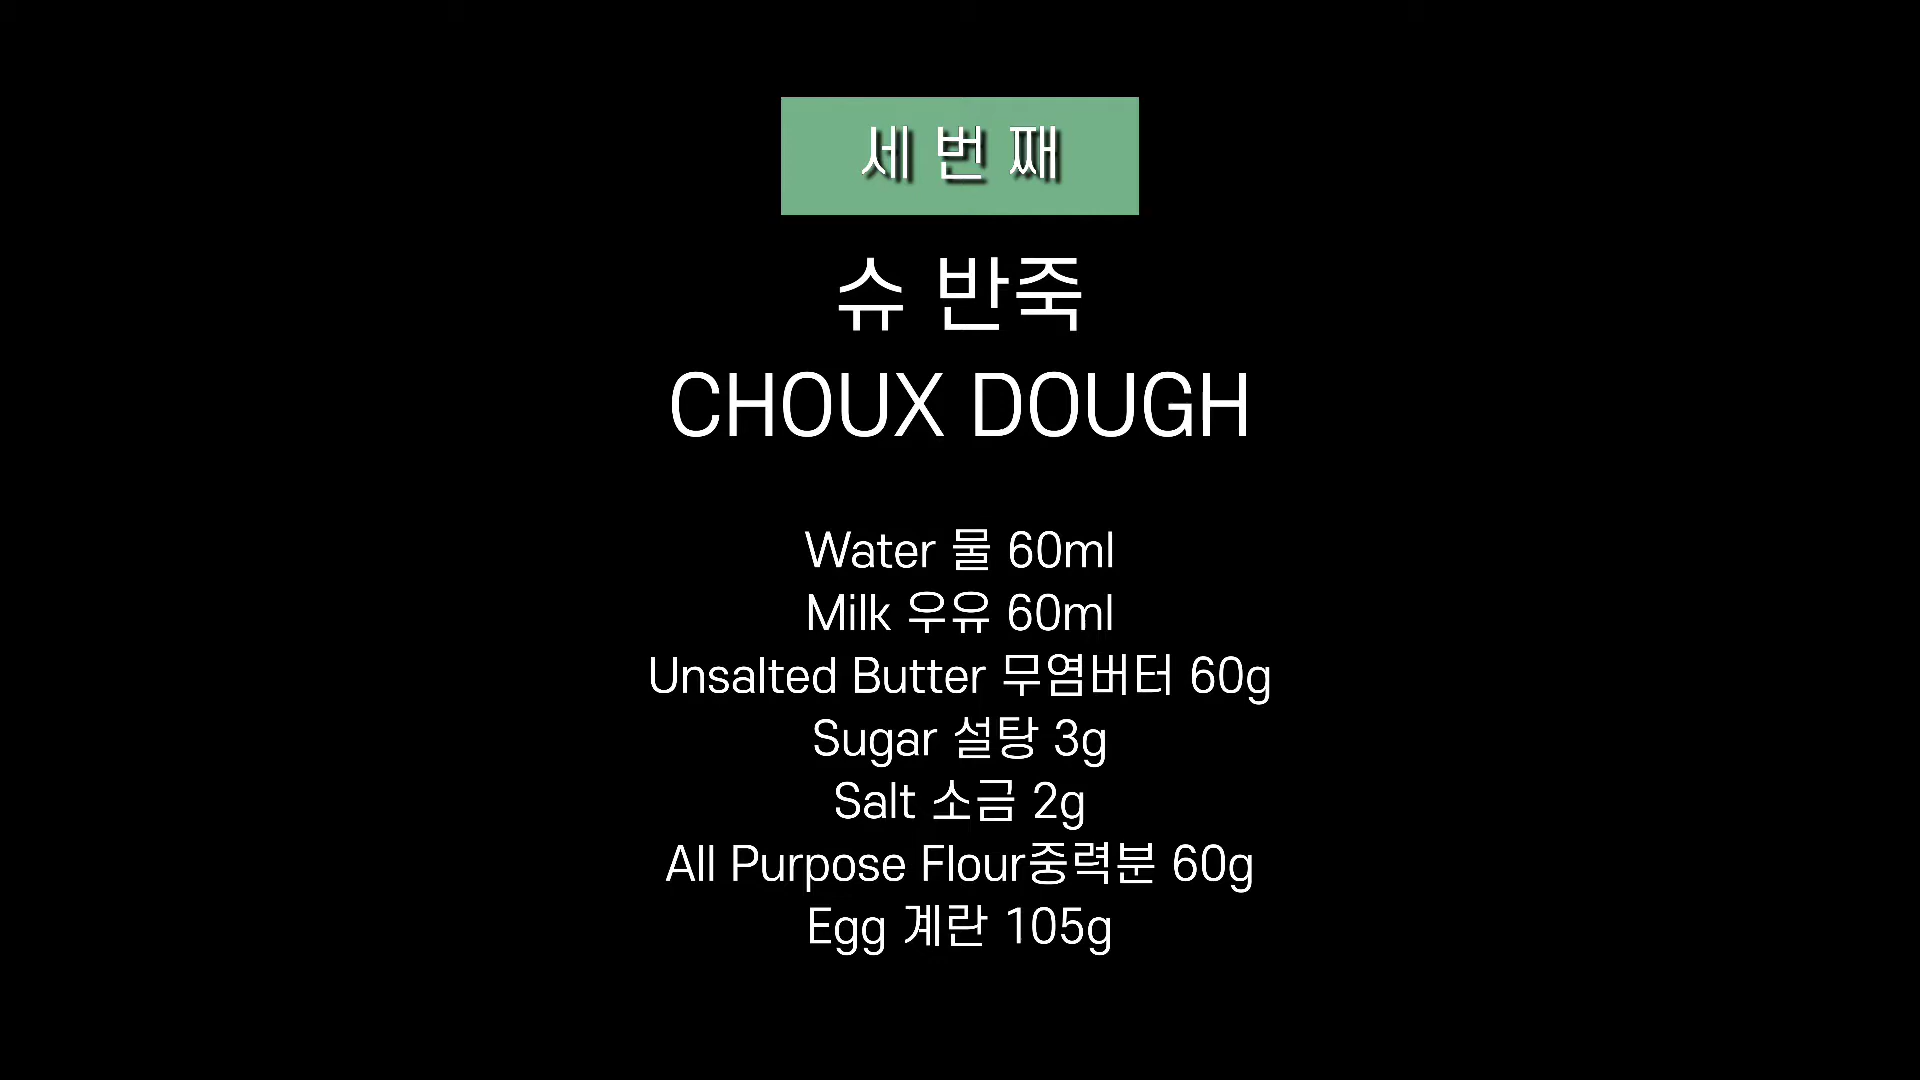 세 번 째
슈 반죽
CHOUX DOUGH
Water 물 60ml
Milk 우유 60ml
Unsalted Butter 무염버터 60g
Sugar 설탕 3g
Salt 소금 2g
All Purpose Flour중력분 60g
Egg 계란 105g